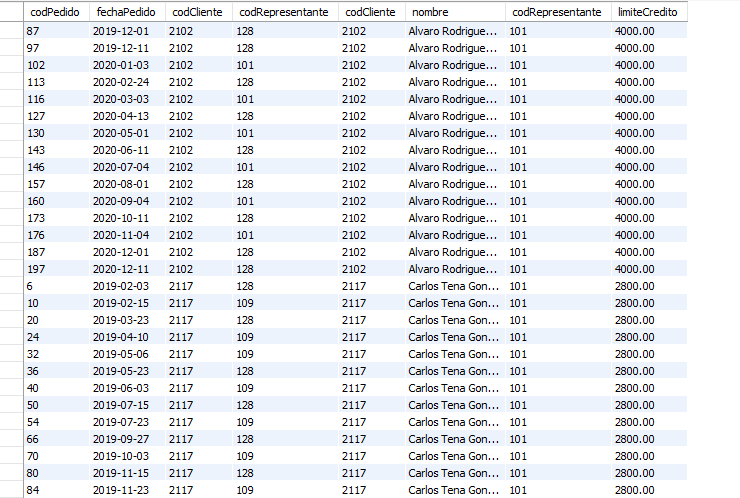 codPedido fechaPedido codCliente codRepresentante codCliente nombre codRepresentante limiteCredito
87 2019-12-01 2102 128 2102 Alvaro Rodrigue... 101 4000.00
97 2019-12-11 2102 128 2102 Alvaro Rodrigue... 101 4000.00
102 2020-01-03 2102 101 2102 Alvaro Rodrigue... 101 4000.00
113 2020-02-24 2102 128 2102 Alvaro Rodrigue... 101 4000.00
116 2020-03-03 2102 101 2102 Alvaro Rodrigue... 101 4000.00
127 2020-04-13 2102 128 2102 Alvaro Rodrigue... 101 4000.00
130 2020-05-01 2102 101 2102 Alvaro Rodrigue... 101 4000.00
143 2020-06-11 2102 128 2102 Alvaro Rodrigue... 101 4000.00
146 2020-07-04 2102 101 2102 Alvaro Rodrigue... 101 4000.00
157 2020-08-01 2102 128 2102 Alvaro Rodrigue... 101 4000.00
160 2020-09-04 2102 101 2102 Alvaro Rodrigue... 101 4000.00
173 2020-10-11 2102 128 2102 Alvaro Rodrigue... 101 4000.00
176 2020-11-04 2102 101 2102 Alvaro Rodrigue... 101 4000.00
187 2020-12-01 2102 128 2102 Alvaro Rodrigue... 101 4000.00
197 2020-12-11 2102 128 2102 Alvaro Rodrigue... 101 4000.00
6 2019-02-03 2117 128 2117 Carlos Tena Gon... 101 2800.00
10 2019-02-15 2117 109 2117 Carlos Tena Gon... 101 2800.00
20 2019-03-23 2117 128 2117 Carlos Tena Gon... 101 2800.00
24 2019-04-10 2117 109 2117 Carlos Tena Gon... 101 2800.00
32 2019-05-06 2117 109 2117 Carlos Tena Gon... 101 2800.00
36 2019-05-23 2117 128 2117 Carlos Tena Gon... 101 2800.00
40 2019-06-03 2117 109 2117 Carlos Tena Gon... 101 2800.00
50 2019-07-15 2117 128 2117 Carlos Tena Gon... 101 2800.00
54 2019-07-23 2117 109 2117 Carlos Tena Gon... 101 2800.00
66 2019-09-27 2117 128 2117 Carlos Tena Gon... 101 2800.00
70 2019-10-03 2117 109 2117 Carlos Tena Gon... 101 2800.00
80 2019-11-15 2117 128 2117 Carlos Tena Gon... 101 2800.00
84 2019-11-23 2117 109 2117 Carlos Tena Gon... 101 2800.00